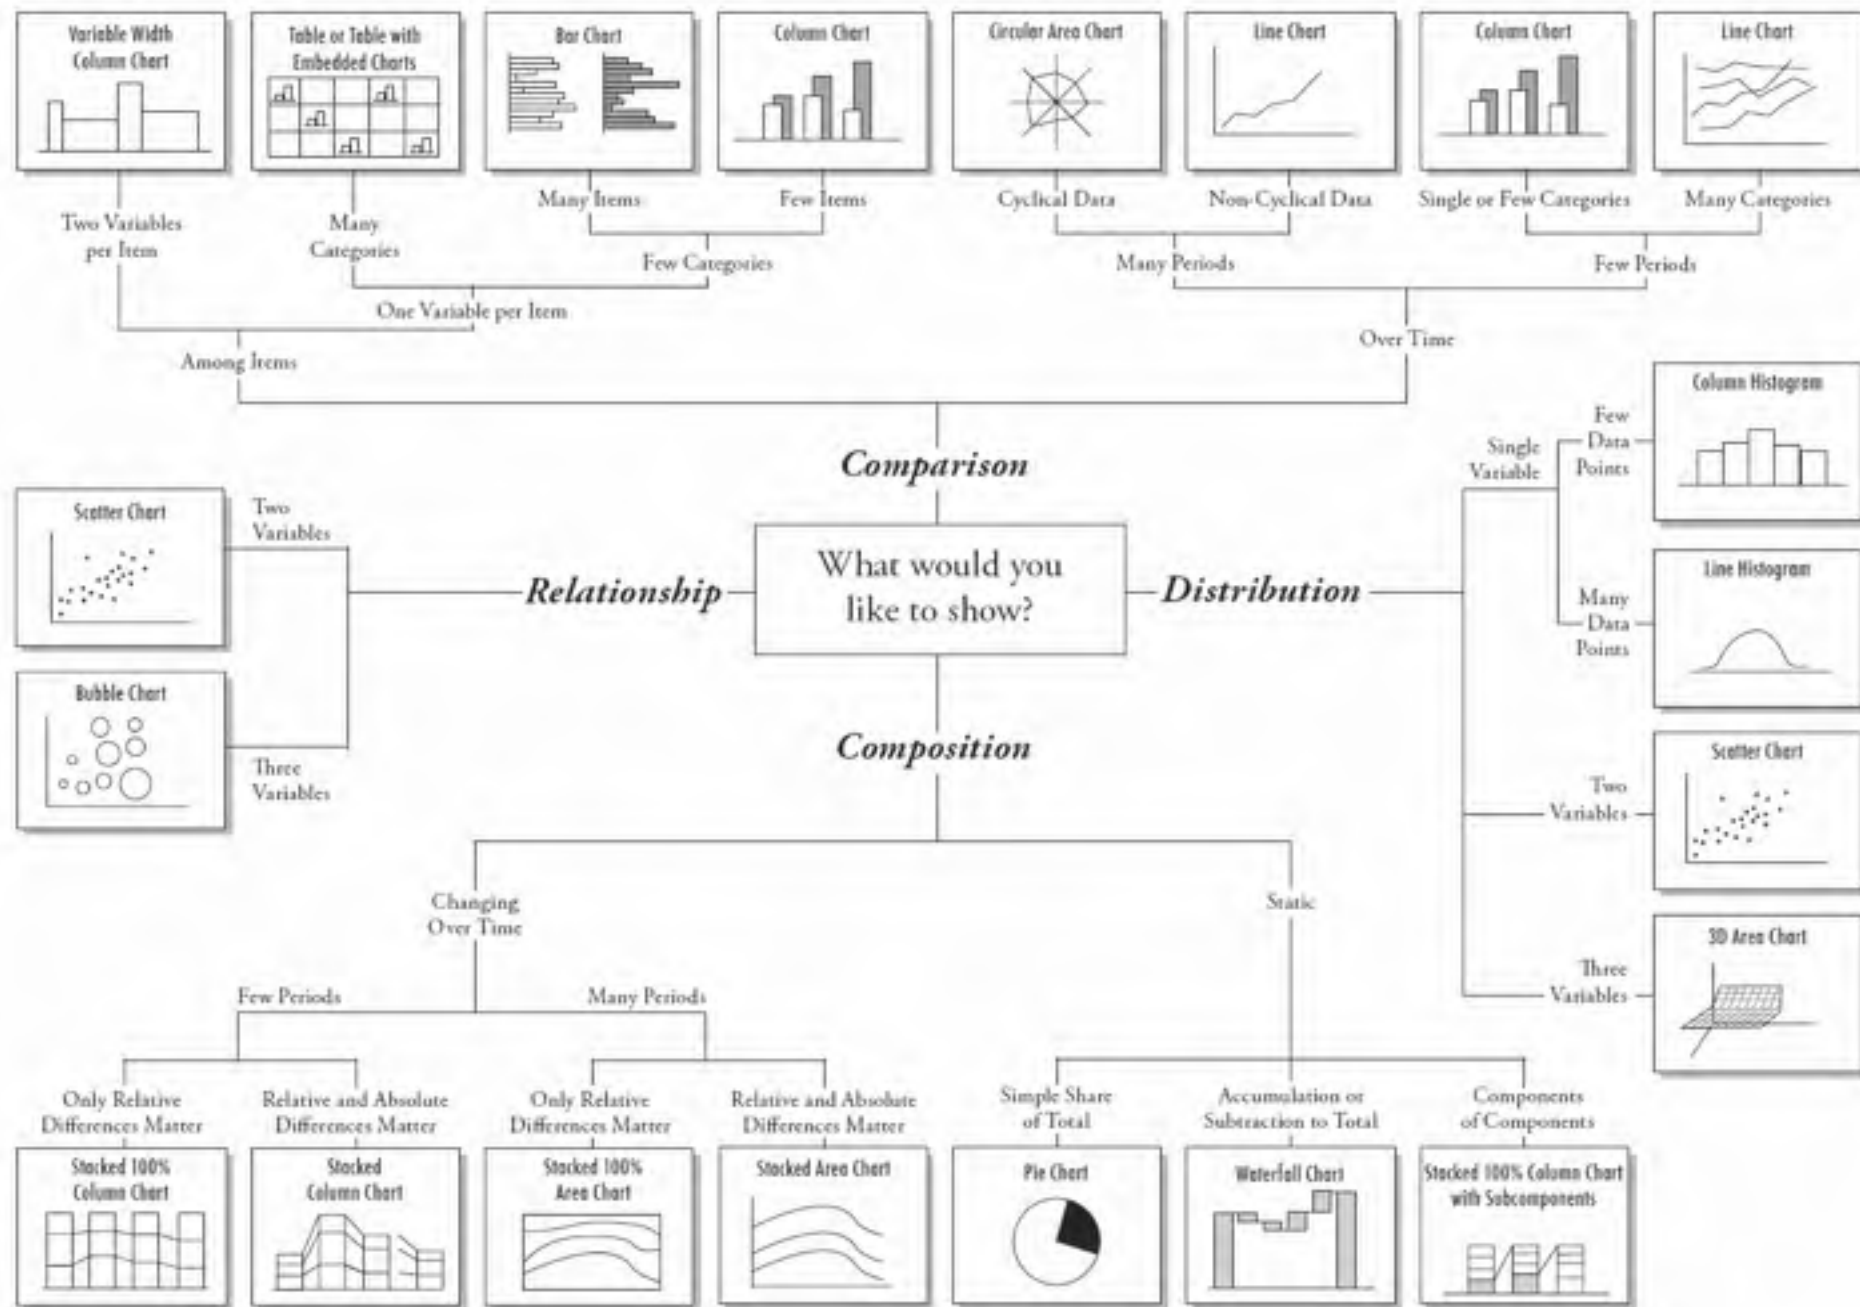 Variable Width
Column Chart
Table or Table with
Embedded Charts
Bar Chart
Column Chart
Circular Area Chart
Line Chart
Column Chart
Line Chart
Two Variables
per Item
Many
Categories
Many Items
Few Items
Cyclical Data
Non-Cyclical Data
Single or Few Categories
Many Categories
Few Categories
Many Periods
Few Periods
One Variable per Item
Over Time
Among Items
Comparison
Relationship
What would you
like to show?
Distribution
Composition
Scatter Chart
Two
Variables
Bubble Chart
Three
Variables
Single
Variable
Few
Data
Points
Column Histogram
Many
Data
Points
Line Histogram
Two
Variables
Scatter Chart
Three
Variables
3D Area Chart
Changing
Over Time
Static
Few Periods
Many Periods
Only Relative
Differences Matter
Relative and Absolute
Differences Matter
Only Relative
Differences Matter
Relative and Absolute
Differences Matter
Simple Share
of Total
Accumulation or
Subtraction to Total
Components
of Components
Stacked 100%
Column Chart
Stacked
Column Chart
Stacked 100%
Area Chart
Stacked Area Chart
Pie Chart
Waterfall Chart
Stacked 100% Column Chart
with Subcomponents